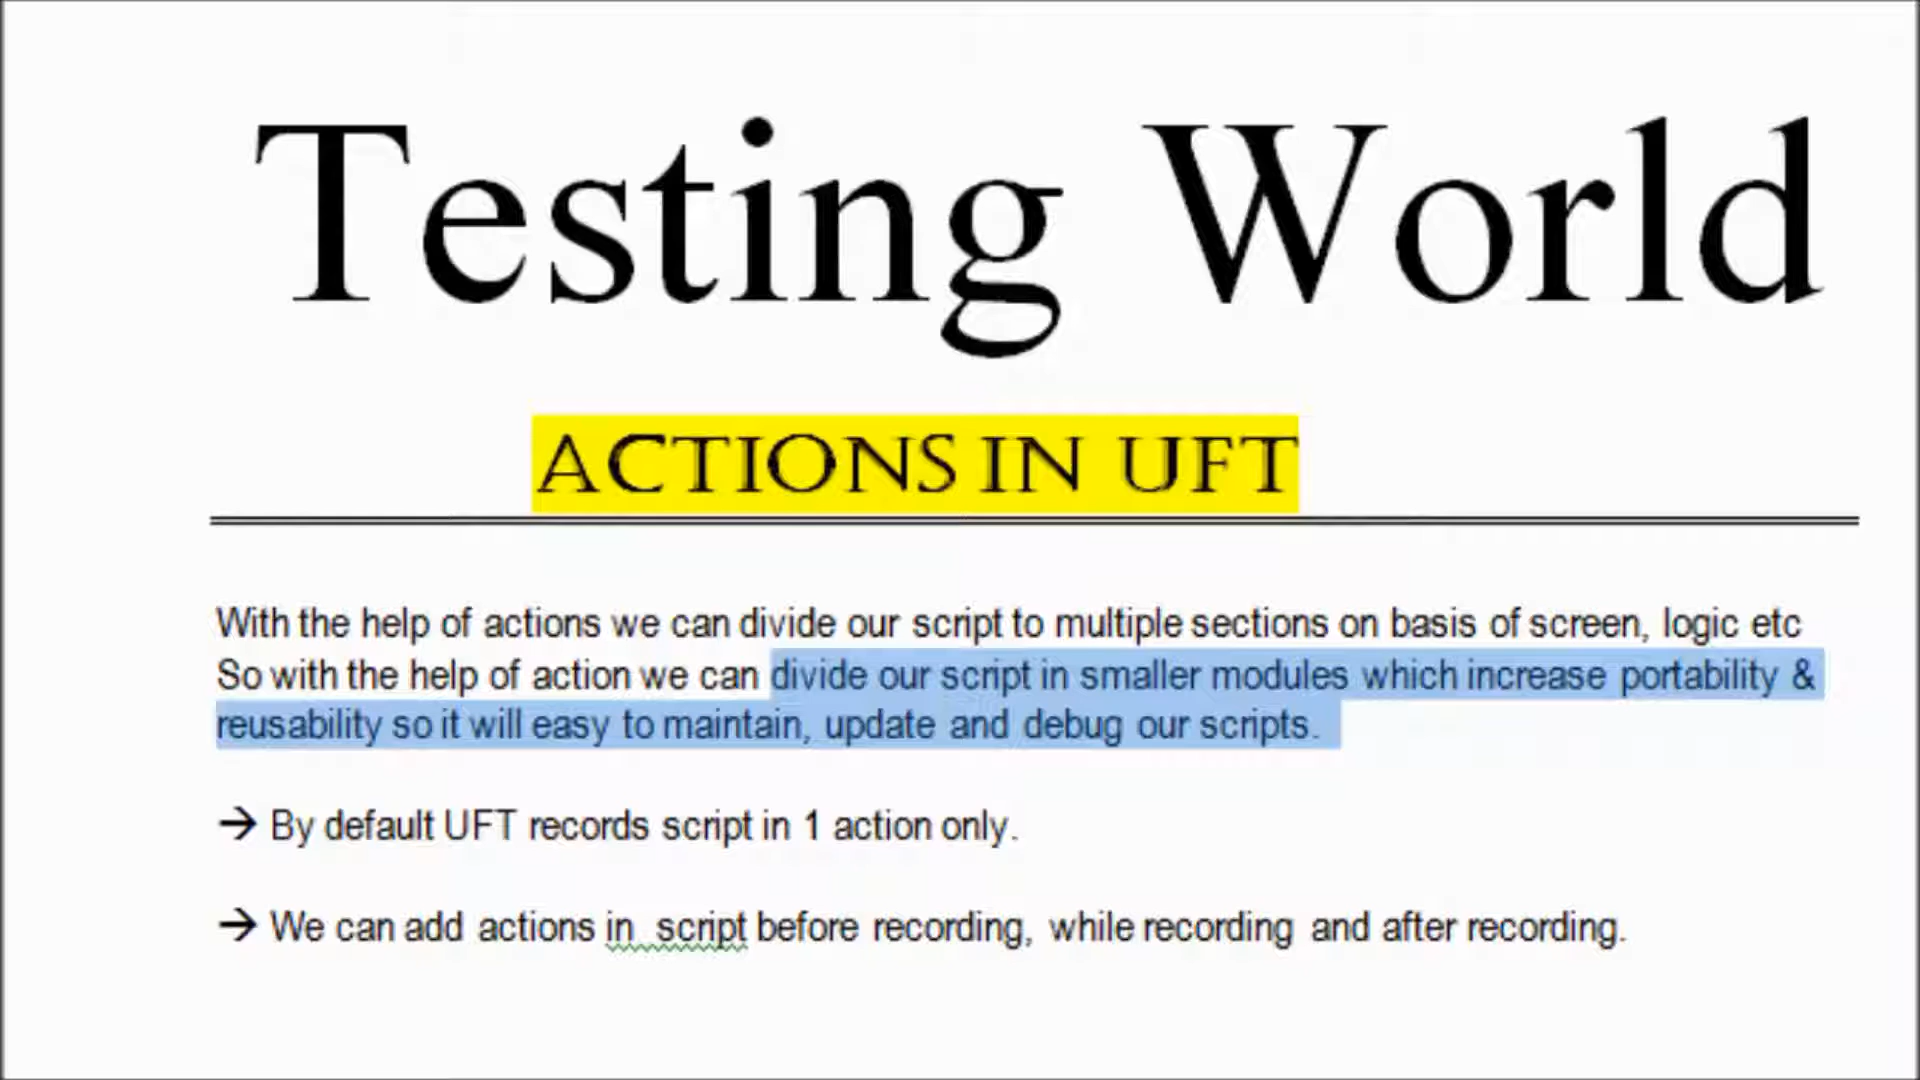 Testing World
ACTIONS IN UFT
With the help of actions we can divide our script to multiple sections on basis of screen, logic etc
So with the help of action we can divide our script in smaller modules which increase portability &
reusability so it will easy to maintain, update and debug our scripts.
→ By default UFT records script in 1 action only.
→ We can add actions in script before recording, while recording and after recording.